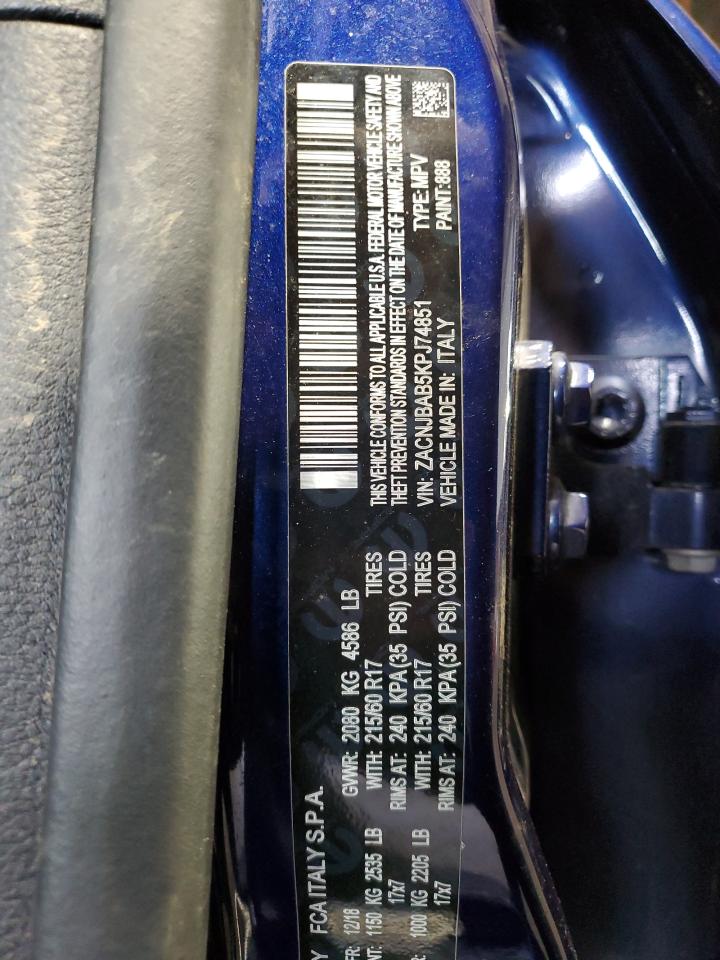 FCA ITALY S.P.A.
12/18 GVWR: 2080 KG 4586 LB
1150 KG 2535 LB WITH: 215/60 R17 TIRES
17x7 RIMS AT: 240 KPA(35 PSI) COLD
1000 KG 2205 LB WITH: 215/60 R17 TIRES
17x7 RIMS AT: 240 KPA(35 PSI) COLD
THIS VEHICLE CONFORMS TO ALL APPLICABLE U.S.A. FEDERAL MOTOR VEHICLE SAFETY AND
THEFT PREVENTION STANDARDS IN EFFECT ON THE DATE OF MANUFACTURE SHOWN ABOVE
VIN: ZACNJBAB5KPJ74851 TYPE: MPV
VEHICLE MADE IN: ITALY PAINT:888